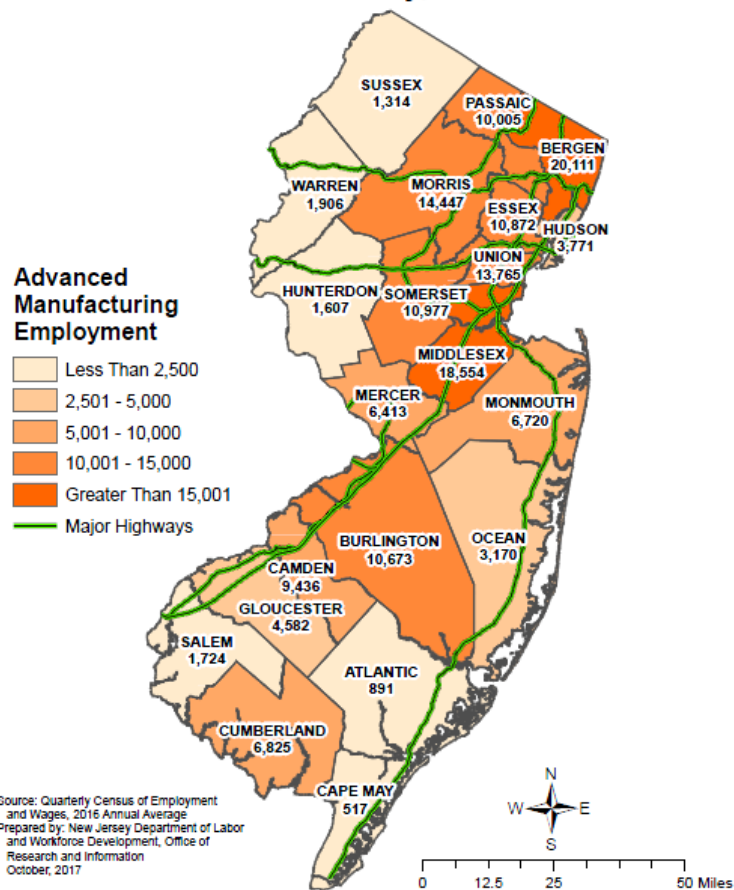 SUSSEX
1,314
PASSAIC
10,005
BERGEN
20,111
WARREN
1,906
MORRIS
14,447
ESSEX
10,872
HUDSON
3,771
UNION
13,765
HUNTERDON
1,607
SOMERSET
10,977
MIDDLESEX
18,554
MERCER
6,413
MONMOUTH
6,720
Advanced
Manufacturing
Employment
Less Than 2,500
2,501 - 5,000
5,001 - 10,000
10,001 - 15,000
Greater Than 15,001
Major Highways
BURLINGTON
10,673
OCEAN
3,170
CAMDEN
9,436
GLOUCESTER
4,582
SALEM
1,724
ATLANTIC
891
CUMBERLAND
6,825
CAPE MAY
517
Source: Quarterly Census of Employment
and Wages, 2016 Annual Average
Prepared by: New Jersey Department of Labor
and Workforce Development, Office of
Research and Information
October, 2017
N
W E
S
0 12.5 25 50 Miles